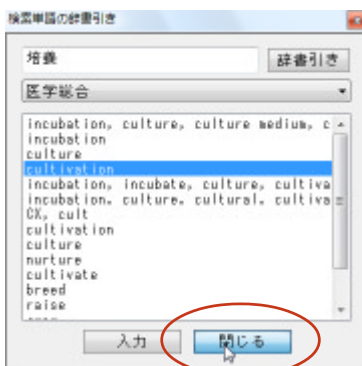 検索単語の辞書引き
培養
辞書引き
医学総合
incubation, culture, culture medium, c
incubation
culture
cultivation
incubation, incubate, culture, cultiva
incubation. culture. cultural. cultiva
CX, cult
cultivation
culture
nurture
cultivate
breed
raise
入力
閉じる